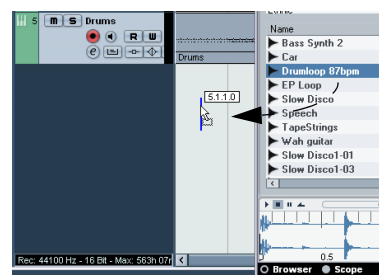 5 m S Drums
R W
e
Rec: 44100 Hz - 16 Bit - Max: 563h 07r
Drums
5.1.1.0
Name
Bass Synth 2
Car
Drumloop 87bpm
EP Loop
Slow Disco
Speech
TapeStrings
Wah guitar
Slow Disco1-01
Slow Disco1-03
0.5
Browser Scope